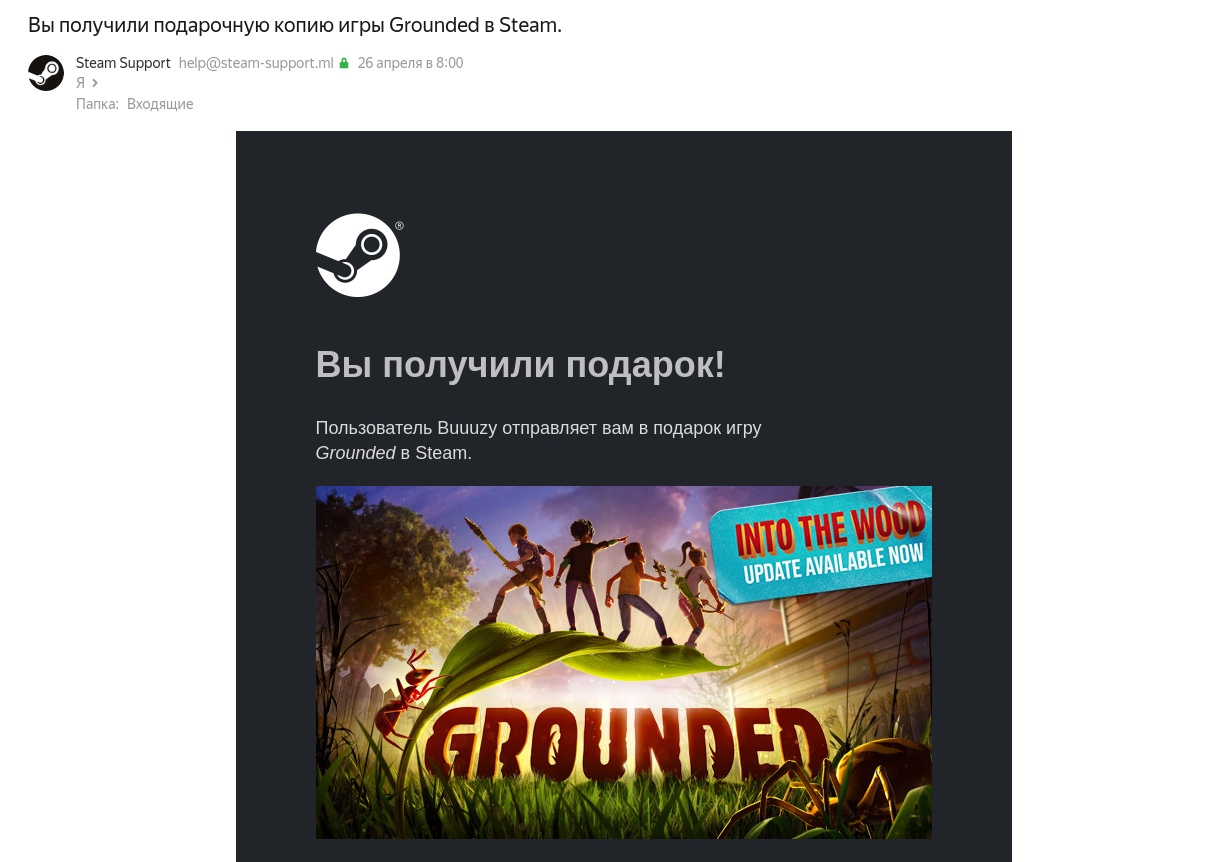 Вы получили подарочную копию игры Grounded в Steam.
Steam Support help@steam-support.ml 26 апреля в 8:00
Я
Папка: Входящие
®
Вы получили подарок!
Пользователь Buuuzy отправляет вам в подарок игру
Grounded в Steam.
INTO THE WOOD
UPDATE AVAILABLE NOW
GROUNDED